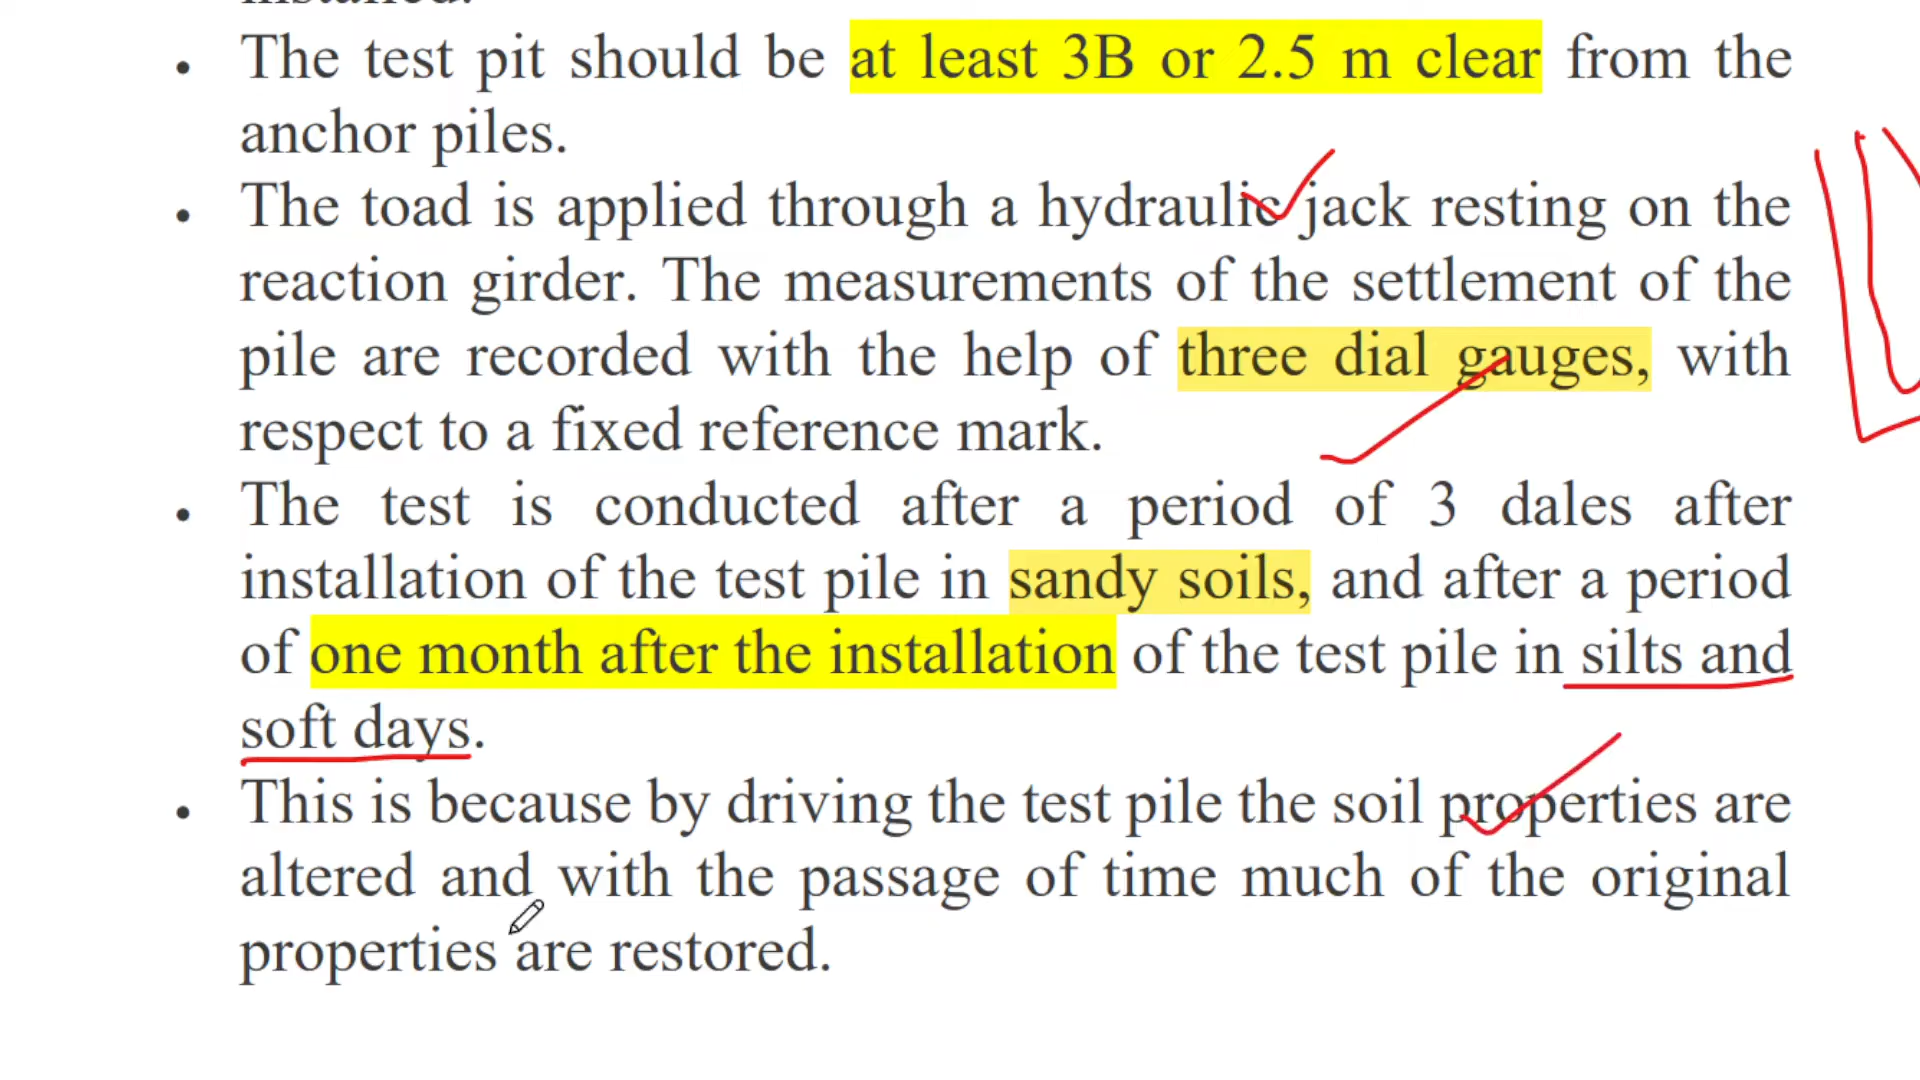 • The test pit should be at least 3B or 2.5 m clear from the
anchor piles.
• The toad is applied through a hydraulic jack resting on the
reaction girder. The measurements of the settlement of the
pile are recorded with the help of three dial gauges, with
respect to a fixed reference mark.
• The test is conducted after a period of 3 dales after
installation of the test pile in sandy soils, and after a period
of one month after the installation of the test pile in silts and
soft days.
• This is because by driving the test pile the soil properties are
altered and with the passage of time much of the original
properties are restored.